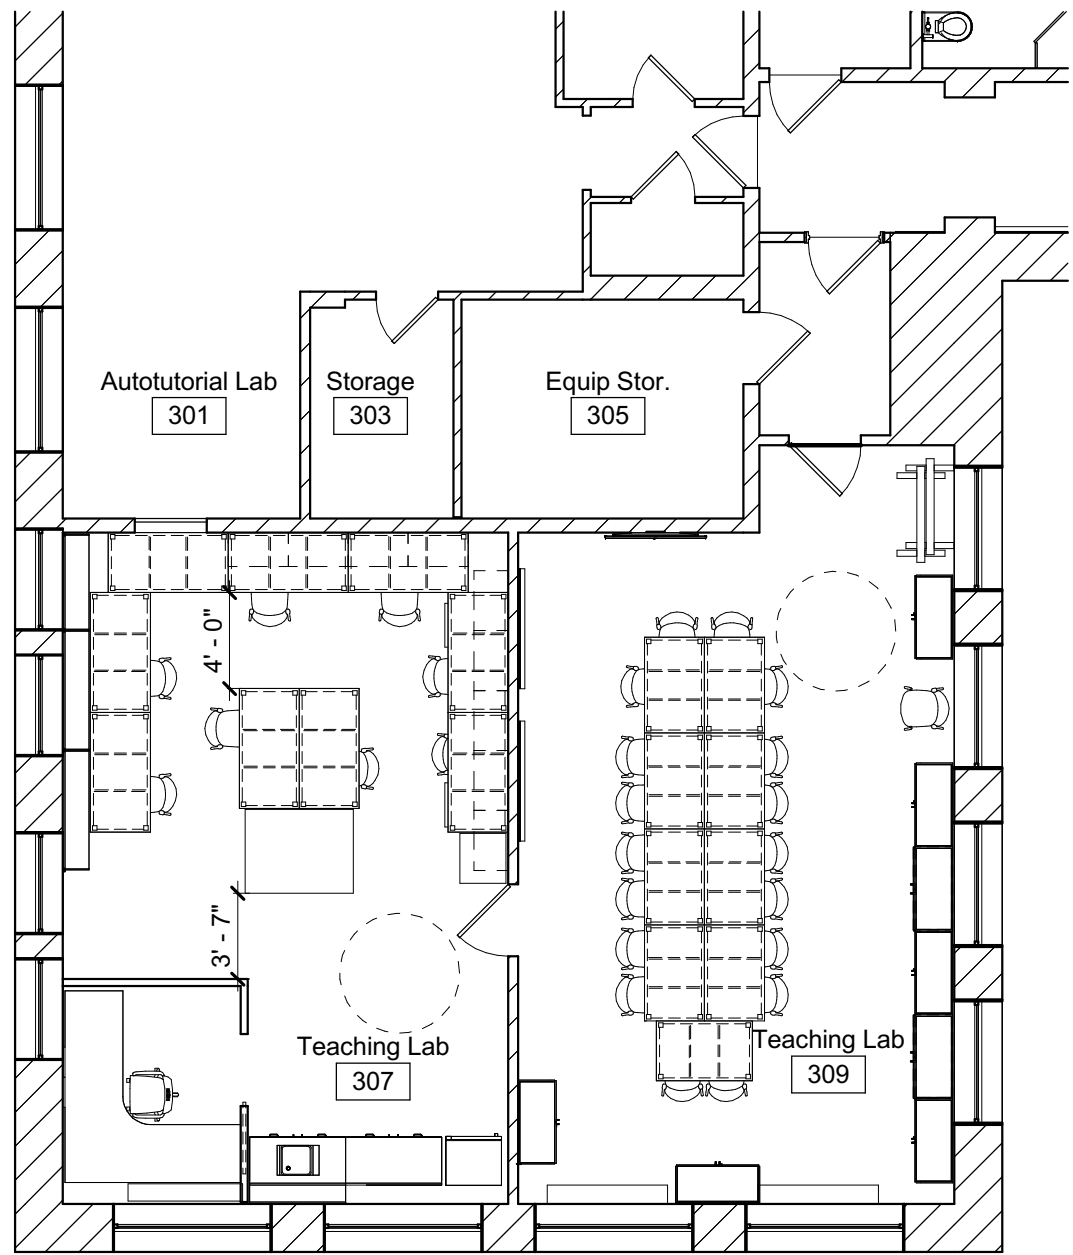 Autotutorial Lab
301
Storage
303
Equip Stor.
305
4' - 0"
3' - 7"
Teaching Lab
307
Teaching Lab
309